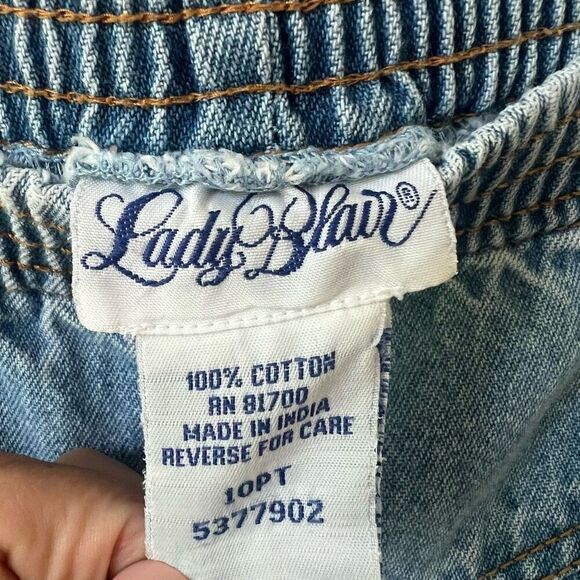 Lady Blair®
100% COTTON
RN 81700
MADE IN INDIA
REVERSE FOR CARE
10PT
5377902